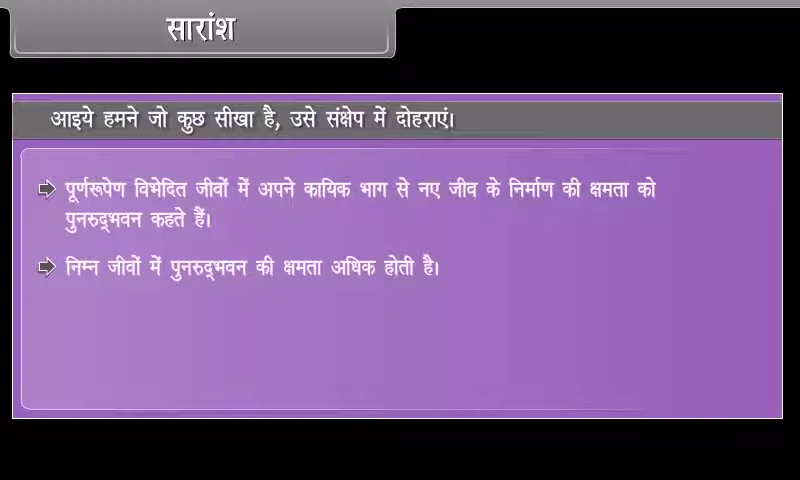 सारांश
आइये हमने जो कुछ सीखा है, उसे संक्षेप में दोहराएं।
पूर्णरूपेण विभेदित जीवों में अपने कायिक भाग से नए जीव के निर्माण की क्षमता को
पुनरुद्भवन कहते हैं।
निम्न जीवों में पुनरुद्भवन की क्षमता अधिक होती है।